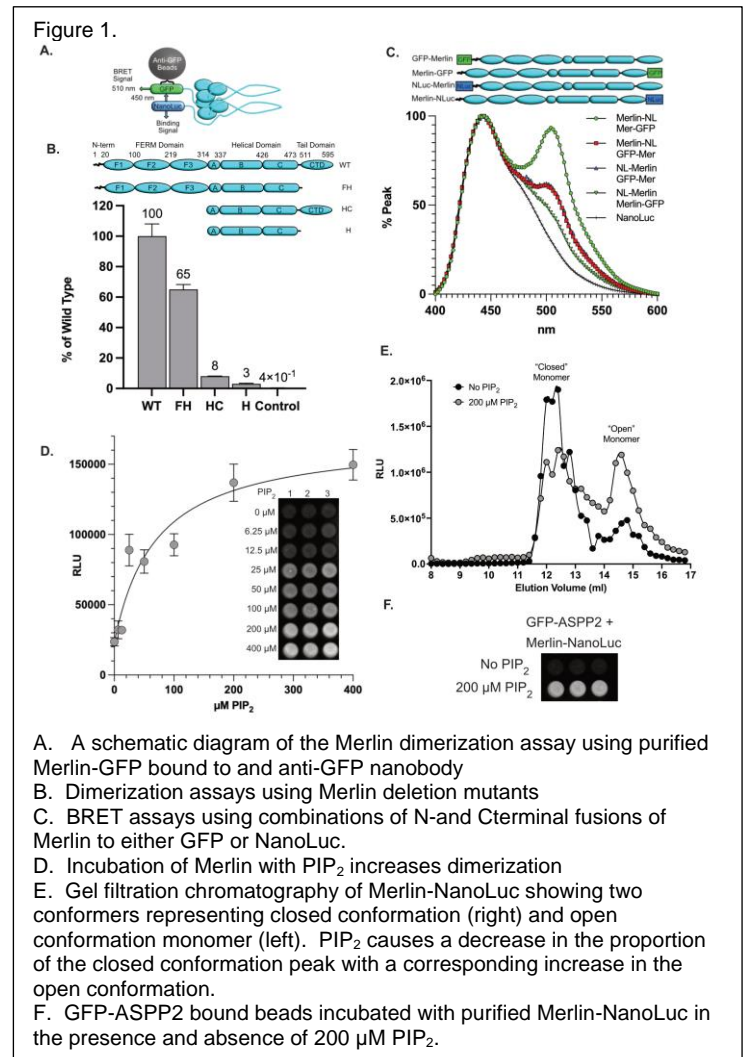 Figure 1.
A.
Anti-GFP
Beads
BRET
Signal
510 nm
GFP
450 nm
NanoLuc
Binding
Signal
B.
N-term FERM Domain Helical Domain Tail Domain
1 20 100 219 314 337 426 473 511 595
F1 F2 F3 A B C CTD WT
F1 F2 F3 A B C FH
A B C CTD HC
A B C H
% of Wild Type
120
100
80
60
40
20
0
100
65
8
3
4×10-1
WT FH HC H Control
C.
GFP-Merlin GFP
Merlin-GFP GFP
NLuc-Merlin NLuc
Merlin-NLuc NLuc
% Peak
100
50
0
400 450 500 550 600
nm
Merlin-NL
Mer-GFP
Merlin-NL
GFP-Mer
NL-Merlin
GFP-Mer
NL-Merlin
Merlin-GFP
NanoLuc
D.
RLU
150000
100000
50000
0
0 100 200 300 400
µM PIP2
PIP2 1 2 3
0 µM
6.25 µM
12.5 µM
25 µM
50 µM
100 µM
200 µM
400 µM
E.
No PIP2
200 µM PIP2
"Closed"
Monomer
"Open"
Monomer
RLU
2.0×106
1.5×106
1.0×106
5.0×105
0.0
8 9 10 11 12 13 14 15 16 17
Elution Volume (ml)
F.
GFP-ASPP2 +
Merlin-NanoLuc
No PIP2
200 µM PIP2
A. A schematic diagram of the Merlin dimerization assay using purified
Merlin-GFP bound to and anti-GFP nanobody
B. Dimerization assays using Merlin deletion mutants
C. BRET assays using combinations of N-and Cterminal fusions of
Merlin to either GFP or NanoLuc.
D. Incubation of Merlin with PIP2 increases dimerization
E. Gel filtration chromatography of Merlin-NanoLuc showing two
conformers representing closed conformation (right) and open
conformation monomer (left). PIP2 causes a decrease in the proportion
of the closed conformation peak with a corresponding increase in the
open conformation.
F. GFP-ASPP2 bound beads incubated with purified Merlin-NanoLuc in
the presence and absence of 200 µM PIP2.